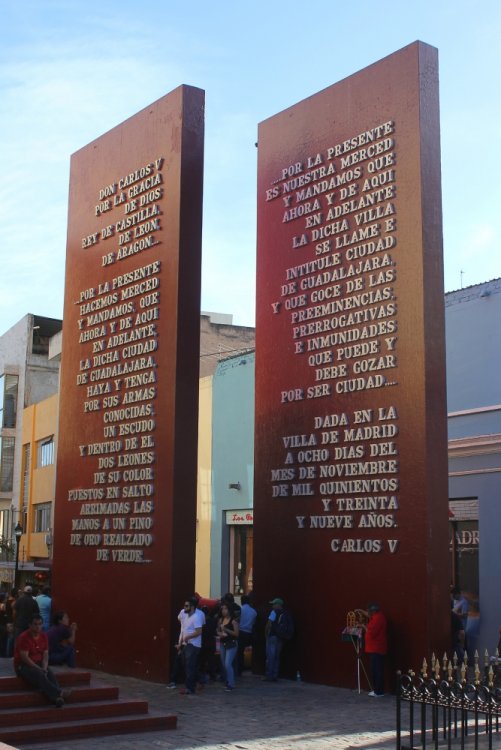 DON CARLOS V
POR LA GRACIA
DE DIOS
REY DE CASTILLA,
DE LEON,
DE ARAGON...
...POR LA PRESENTE
HACEMOS MERCED
Y MANDAMOS, QUE
AHORA Y DE AQUI
EN ADELANTE,
LA DICHA CIUDAD
DE GUADALAJARA,
HAYA Y TENGA
POR SUS ARMAS
CONOCIDAS,
UN ESCUDO
Y DENTRO DE EL
DOS LEONES
DE SU COLOR,
PUESTOS EN SALTO
ARRIMADAS LAS
MANOS A UN PINO
DE ORO REALZADO
DE VERDE...
....POR LA PRESENTE
ES NUESTRA MERCED
Y MANDAMOS QUE
AHORA Y DE AQUI
EN ADELANTE
LA DICHA VILLA
SE LLAME E
INTITULE CIUDAD
DE GUADALAJARA,
Y QUE GOCE DE LAS
PREEMINENCIAS,
PRERROGATIVAS
E INMUNIDADES
QUE PUEDE Y
DEBE GOZAR
POR SER CIUDAD....
DADA EN LA
VILLA DE MADRID
A OCHO DIAS DEL
MES DE NOVIEMBRE
DE MIL QUINIENTOS
Y TREINTA
Y NUEVE AÑOS.
CARLOS V